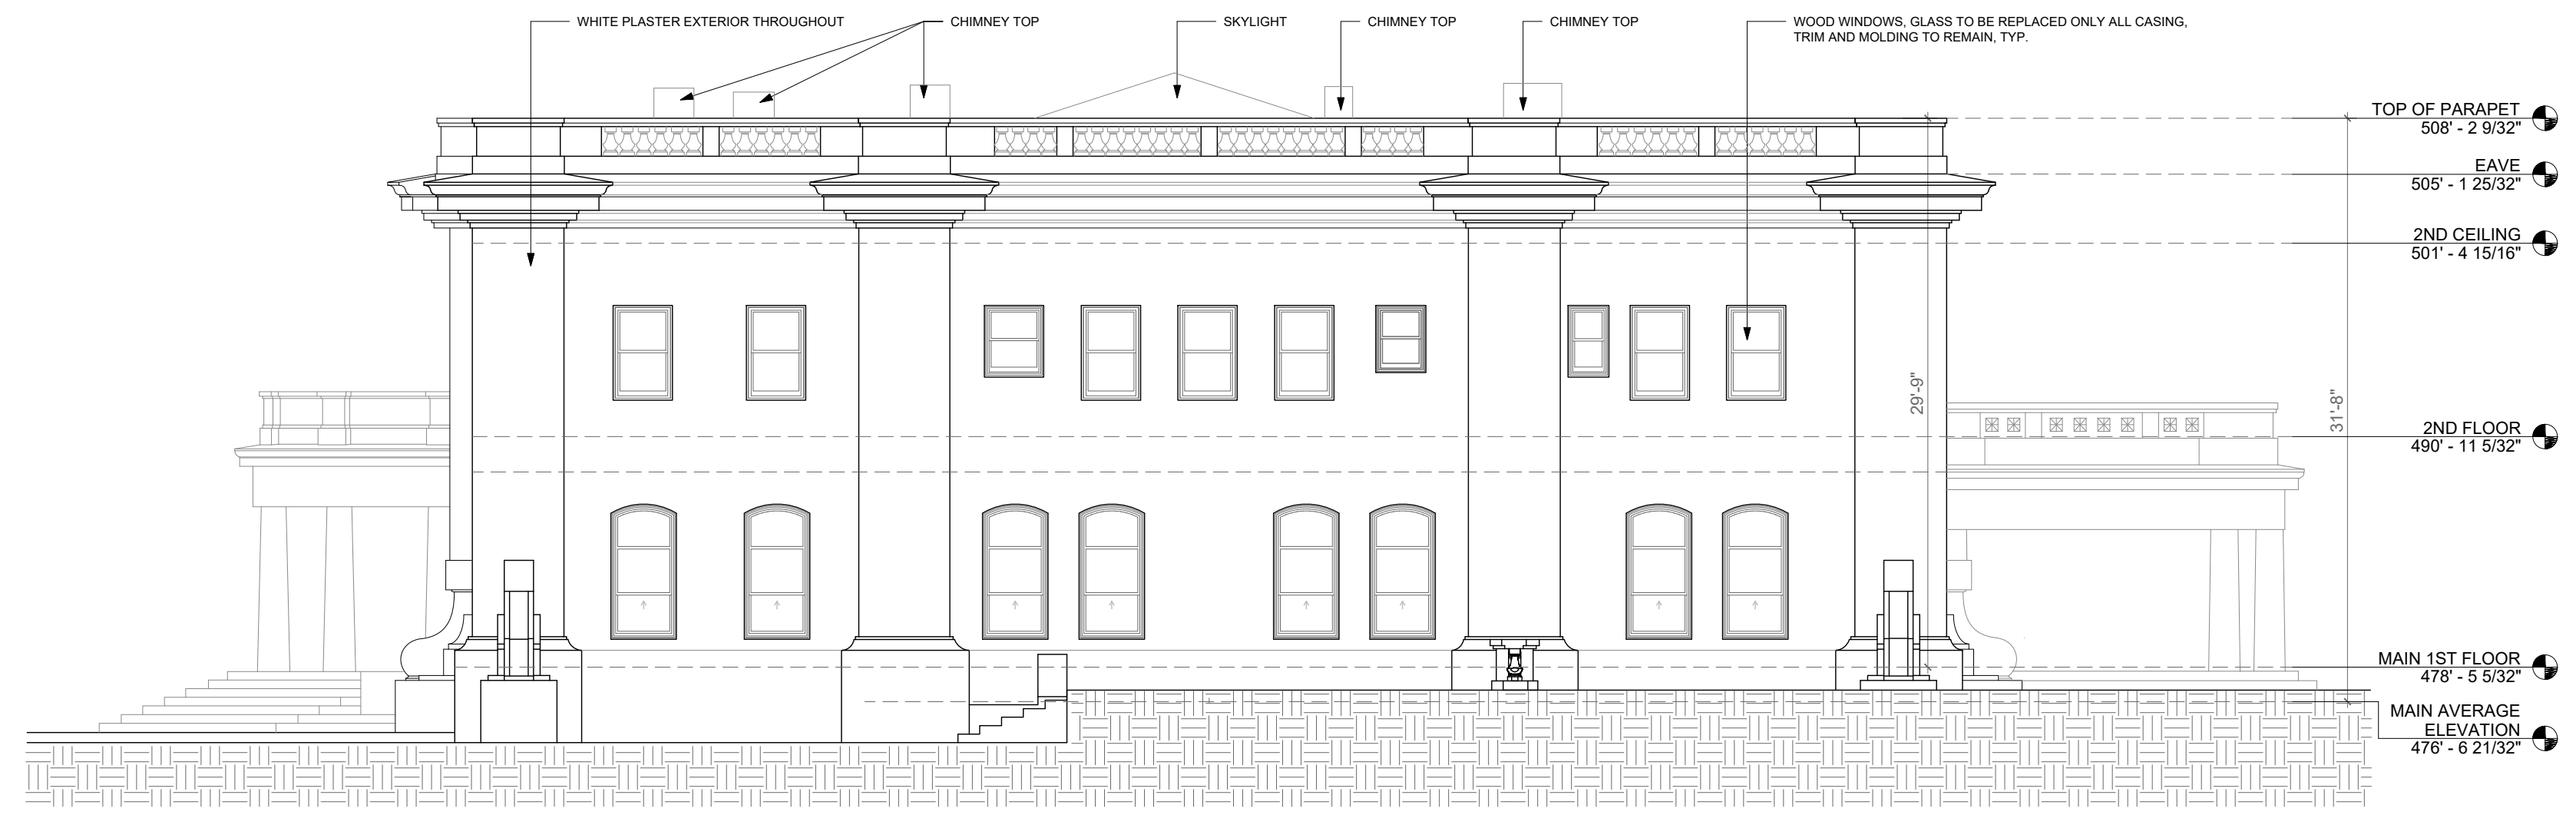 WHITE PLASTER EXTERIOR THROUGHOUT
CHIMNEY TOP
SKYLIGHT
CHIMNEY TOP
CHIMNEY TOP
WOOD WINDOWS, GLASS TO BE REPLACED ONLY ALL CASING,
TRIM AND MOLDING TO REMAIN, TYP.
TOP OF PARAPET
508' - 2 9/32"
EAVE
505' - 1 25/32"
2ND CEILING
501' - 4 15/16"
29'-9"
31'-8"
2ND FLOOR
490' - 11 5/32"
MAIN 1ST FLOOR
478' - 5 5/32"
MAIN AVERAGE
ELEVATION
476' - 6 21/32"